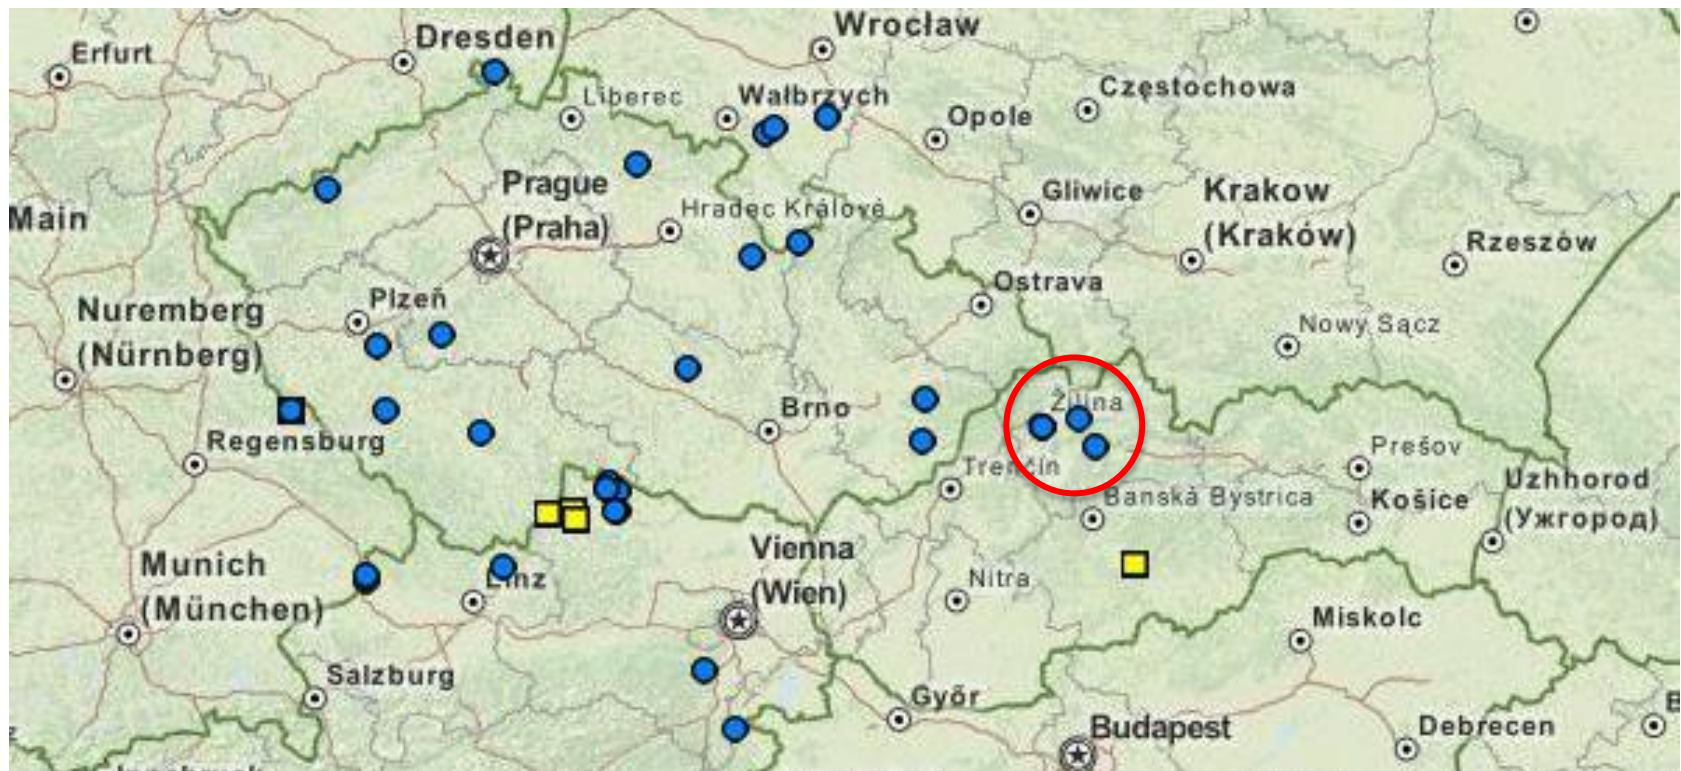 Wrocław
Dresden
Erfurt
Częstochowa
Liberec
Wałbrzych
Opole
Prague
(Praha)
Gliwice
Krakow
(Kraków)
Main
Hradec Králové
Rzeszów
Ostrava
Plzeň
Nuremberg
(Nürnberg)
Nowy Sącz
Žilina
Brno
Regensburg
Prešov
Trenčín
Uzhhorod
(Ужгород)
Banská Bystrica
Košice
Vienna
(Wien)
Munich
(München)
Linz
Nitra
Miskolc
Salzburg
Győr
Budapest
Debrecen